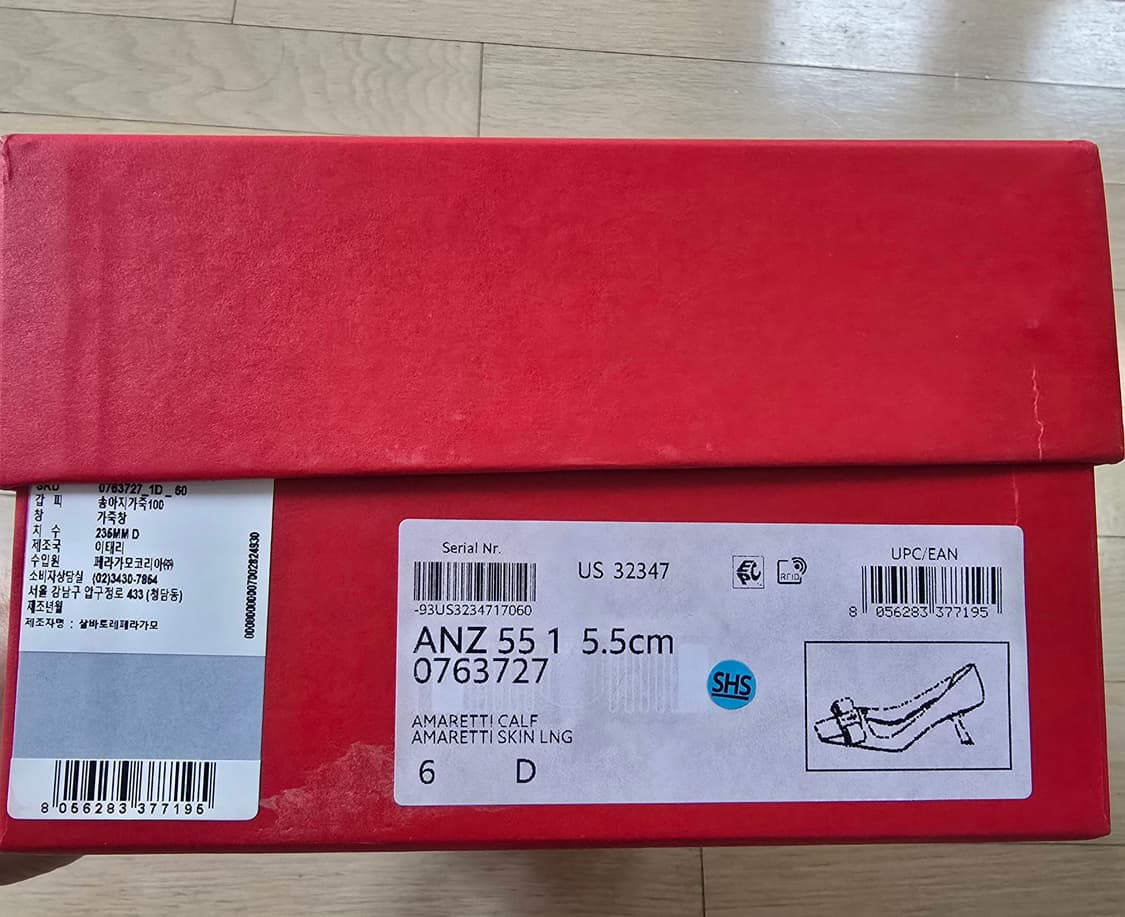 SRD 0763727_1D_60
갑 피 송아지가죽100
창 가죽창
치 수 235MM D
제조국 이태리
수입원 페라가모코리아㈜
소비자상담실 (02)3430-7854
서울 강남구 압구정로 433 (청담동)
제조년월
제조자명 : 살바토레페라가모
8 056283 377195
Serial Nr.
-93US3234717060
US 32347
RFID
UPC/EAN
8 056283 377195
ANZ 55 1 5.5cm
0763727
SHS
AMARETTI CALF
AMARETTI SKIN LNG
6 D